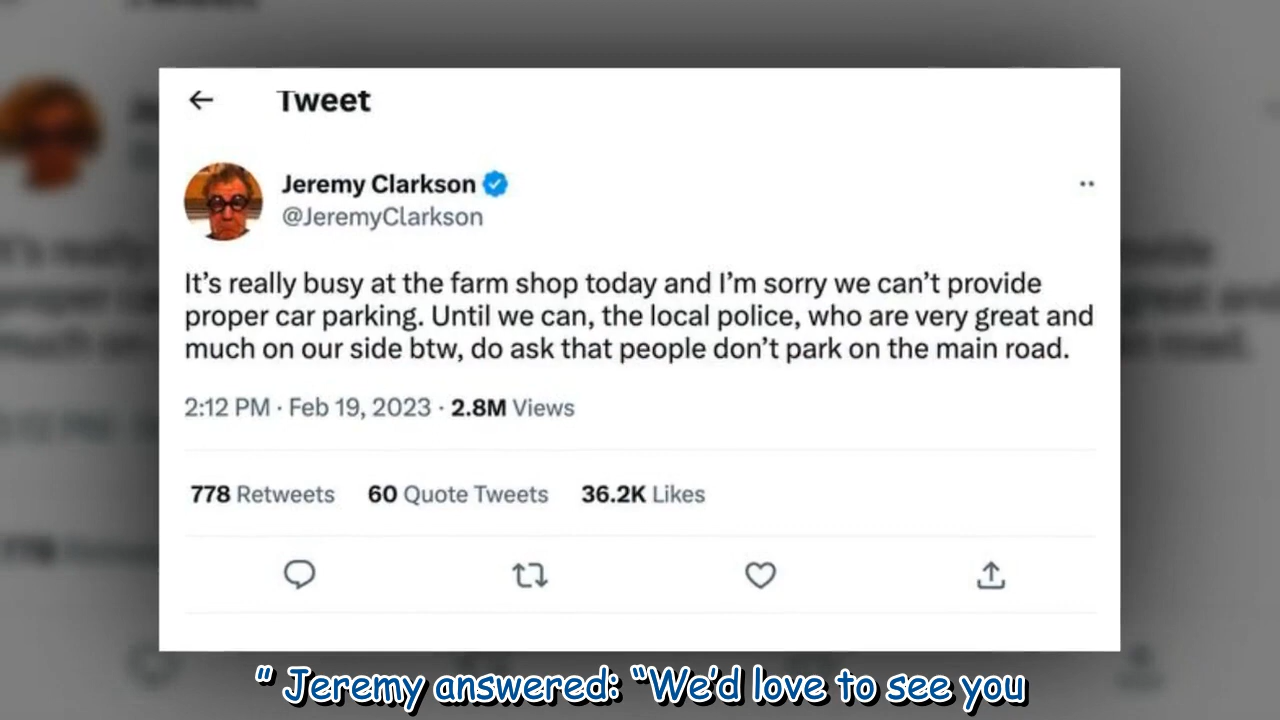 Tweet
Jeremy Clarkson
@JeremyClarkson
It's really busy at the farm shop today and I'm sorry we can't provide
proper car parking. Until we can, the local police, who are very great and
much on our side btw, do ask that people don't park on the main road.
2:12 PM · Feb 19, 2023 · 2.8M Views
778 Retweets 60 Quote Tweets 36.2K Likes
" Jeremy answered: “We'd love to see you